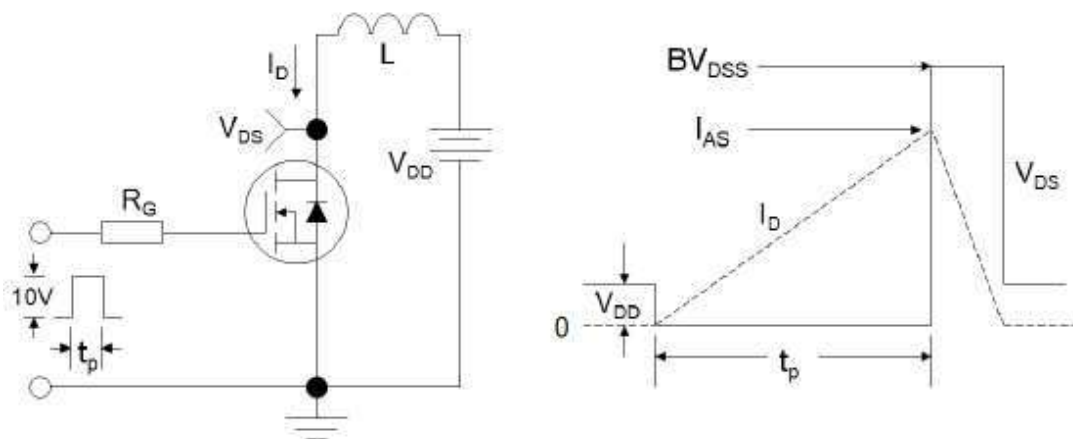 L
I_D
V_DS
V_DD
R_G
10V
t_p
BV_DSS
I_AS
V_DS
I_D
V_DD
0
t_p